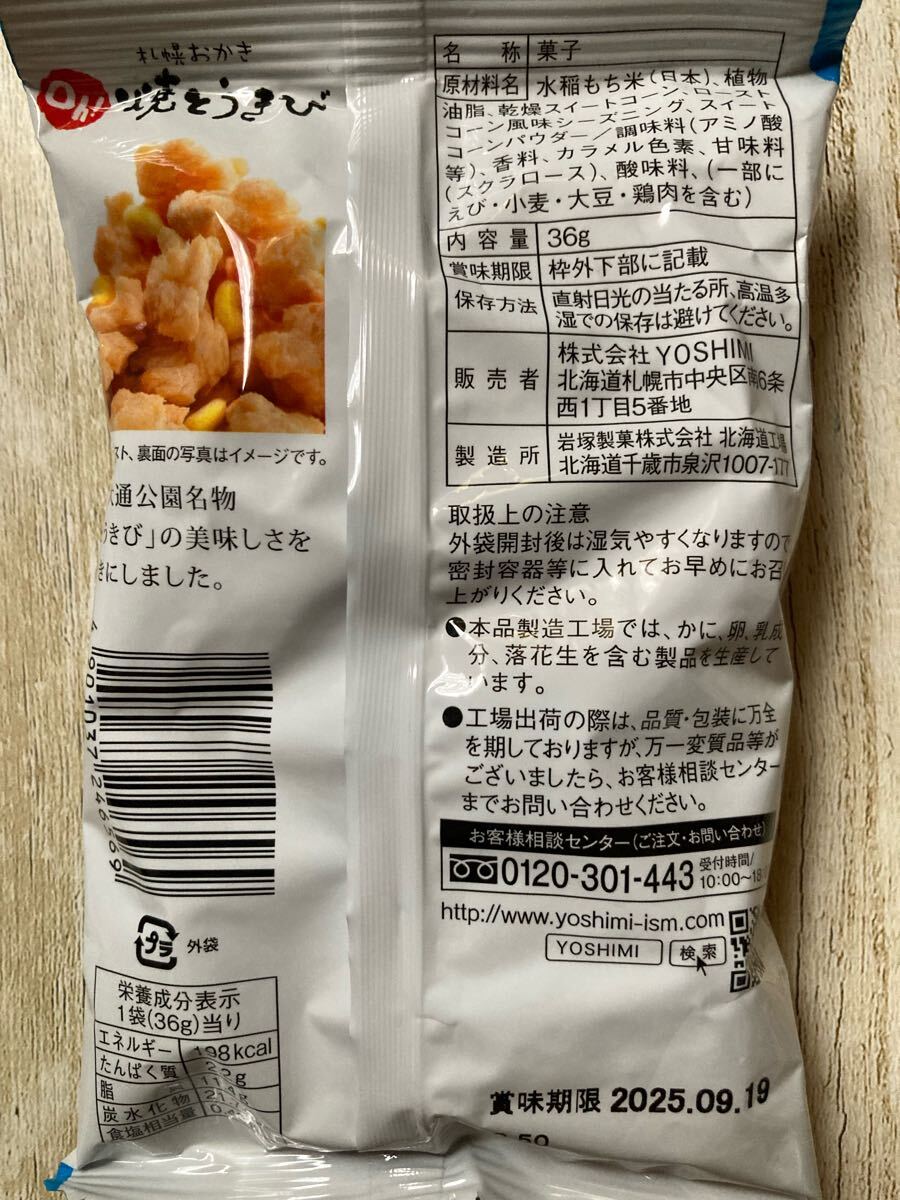 札幌おかき
Oh! 焼とうきび
スト、裏面の写真はイメージです。
通公園名物
きび」の美味しさを
にしました。
4 901037 246569
プラ 外袋
栄養成分表示
1袋(36g)当り
エネルギー 198kcal
たんぱく質
脂
炭水化物
食塩相当量
名称 菓子
原材料名 水稲もち米(日本)、植物
油脂、乾燥スイートコーン、ロースト
コーン風味シーズニング、スイート
コーンパウダー/調味料(アミノ酸
等)、香料、カラメル色素、甘味料
(スクラロース)、酸味料、(一部に
えび・小麦・大豆・鶏肉を含む)
内容量 36g
賞味期限 枠外下部に記載
保存方法 直射日光の当たる所、高温多
湿での保存は避けてください。
販売者 株式会社YOSHIMI
北海道札幌市中央区南6条
西1丁目5番地
製造所 岩塚製菓株式会社 北海道工場
北海道千歳市泉沢1007-177
取扱上の注意
外袋開封後は湿気やすくなりますので
密封容器等に入れてお早めにお召
上がりください。
●本品製造工場では、かに、卵、乳成
分、落花生を含む製品を生産して
います。
●工場出荷の際は、品質・包装に万全
を期しておりますが、万一変質品等が
ございましたら、お客様相談センター
までお問い合わせください。
お客様相談センター(ご注文・お問い合わせ)
0120-301-443 受付時間/
10:00〜18
http://www.yoshimi-ism.com
YOSHIMI 検索
賞味期限 2025.09.19